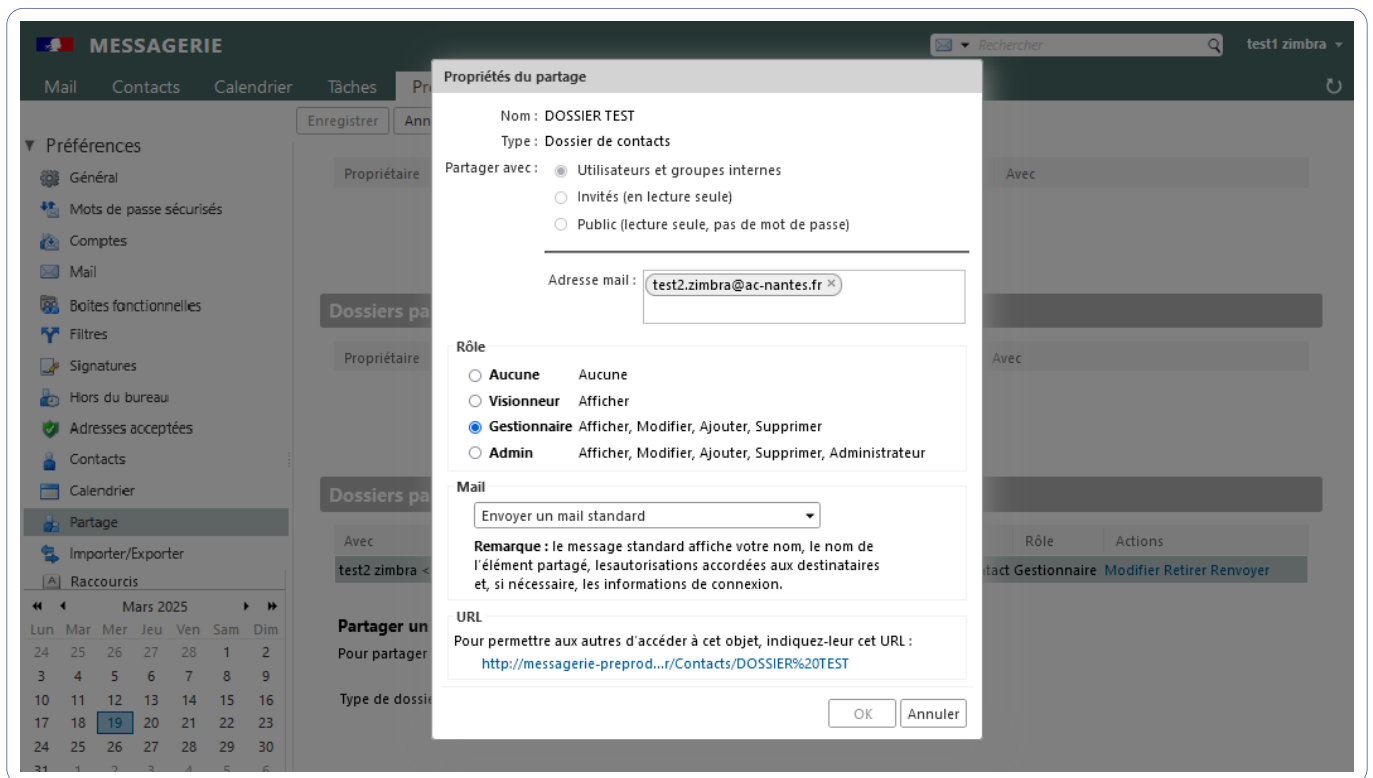 MESSAGERIE
Rechercher
test1 zimbra
Mail Contacts Calendrier Tâches Pr
Enregistrer Ann
Préférences
Général
Mots de passe sécurisés
Comptes
Mail
Boites fonctionnelles
Filtres
Signatures
Hors du bureau
Adresses acceptées
Contacts
Calendrier
Partage
Importer/Exporter
Raccourcis
Mars 2025
Lun Mar Mer Jeu Ven Sam Dim
24 25 26 27 28 1 2
3 4 5 6 7 8 9
10 11 12 13 14 15 16
17 18 19 20 21 22 23
24 25 26 27 28 29 30
31 1 2 3 4 5 6
Propriétaire Avec
Dossiers pa
Propriétaire Avec
Dossiers pa
Avec Rôle Actions
test2 zimbra < tact Gestionnaire Modifier Retirer Renvoyer
Partager un
Pour partager
Type de dossie
Propriétés du partage
Nom : DOSSIER TEST
Type : Dossier de contacts
Partager avec : Utilisateurs et groupes internes
Invités (en lecture seule)
Public (lecture seule, pas de mot de passe)
Adresse mail : test2.zimbra@ac-nantes.fr ×
Rôle
Aucune Aucune
Visionneur Afficher
Gestionnaire Afficher, Modifier, Ajouter, Supprimer
Admin Afficher, Modifier, Ajouter, Supprimer, Administrateur
Mail
Envoyer un mail standard
Remarque : le message standard affiche votre nom, le nom de
l'élément partagé, lesautorisations accordées aux destinataires
et, si nécessaire, les informations de connexion.
URL
Pour permettre aux autres d'accéder à cet objet, indiquez-leur cet URL :
http://messagerie-preprod...r/Contacts/DOSSIER%20TEST
OK Annuler